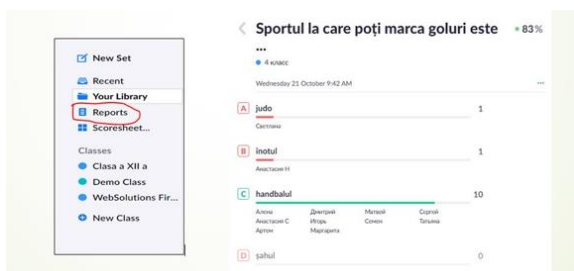 New Set
Recent
Your Library
Reports
Scoresheet...
Classes
Clasa a XII a
Demo Class
WebSolutions Fir...
New Class
Sportul la care poți marca goluri este 83%
...
4 класс
Wednesday 21 October 9:42 AM
A judo 1
Светлана
B înotul 1
Анастасия Н
C handbalul 10
Алена Дмитрий Матвей Сергей
Анастасия С Игорь Семен Татьяна
Артем Маргарита
D șahul 0